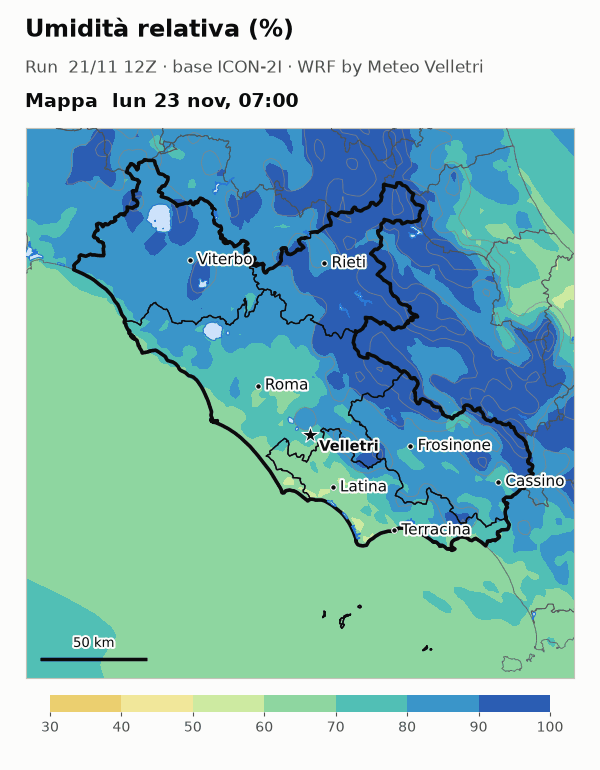 Umidità relativa (%)
Run  21/11 12Z · base ICON-2I · WRF by Meteo Velletri
Mappa  lun 23 nov, 07:00
Viterbo
Rieti
Roma
Velletri
Frosinone
Latina
Cassino
Terracina
50 km
30 40 50 60 70 80 90 100